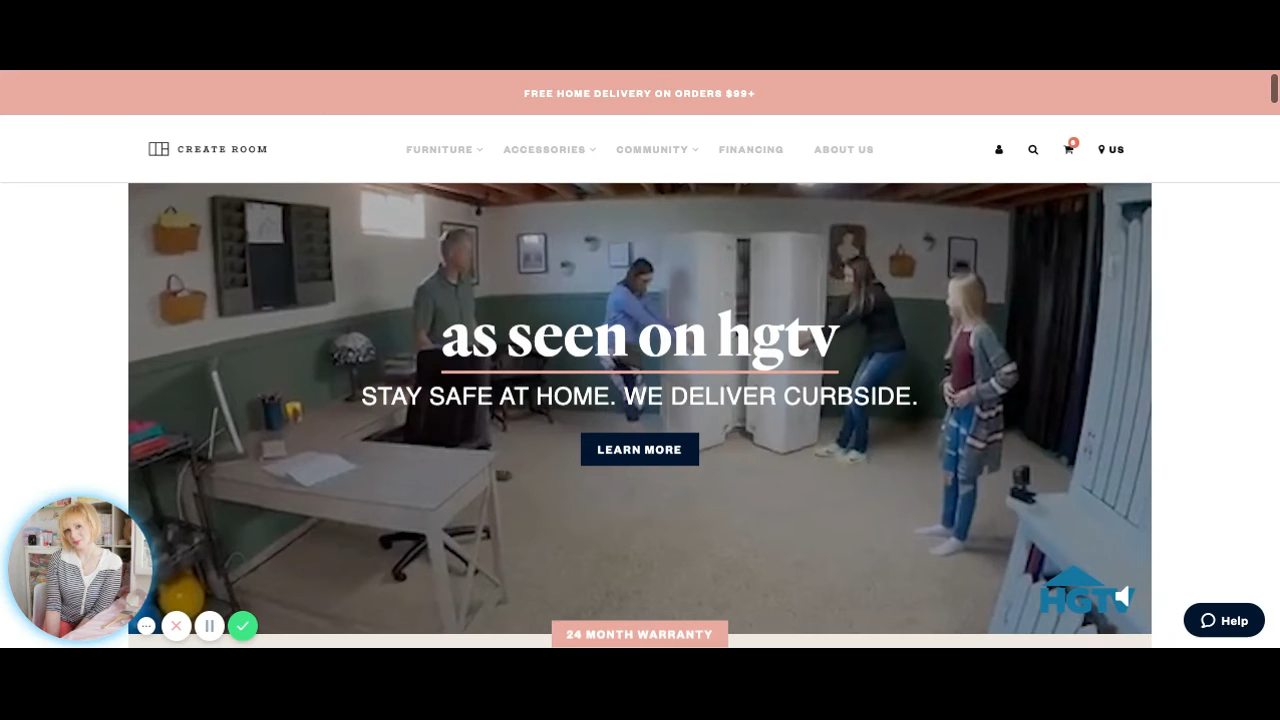 FREE HOME DELIVERY ON ORDERS $99+
CREATE ROOM
FURNITURE
ACCESSORIES
COMMUNITY
FINANCING
ABOUT US
6
US
as seen on hgtv
STAY SAFE AT HOME. WE DELIVER CURBSIDE.
LEARN MORE
HGTV
Help
24 MONTH WARRANTY